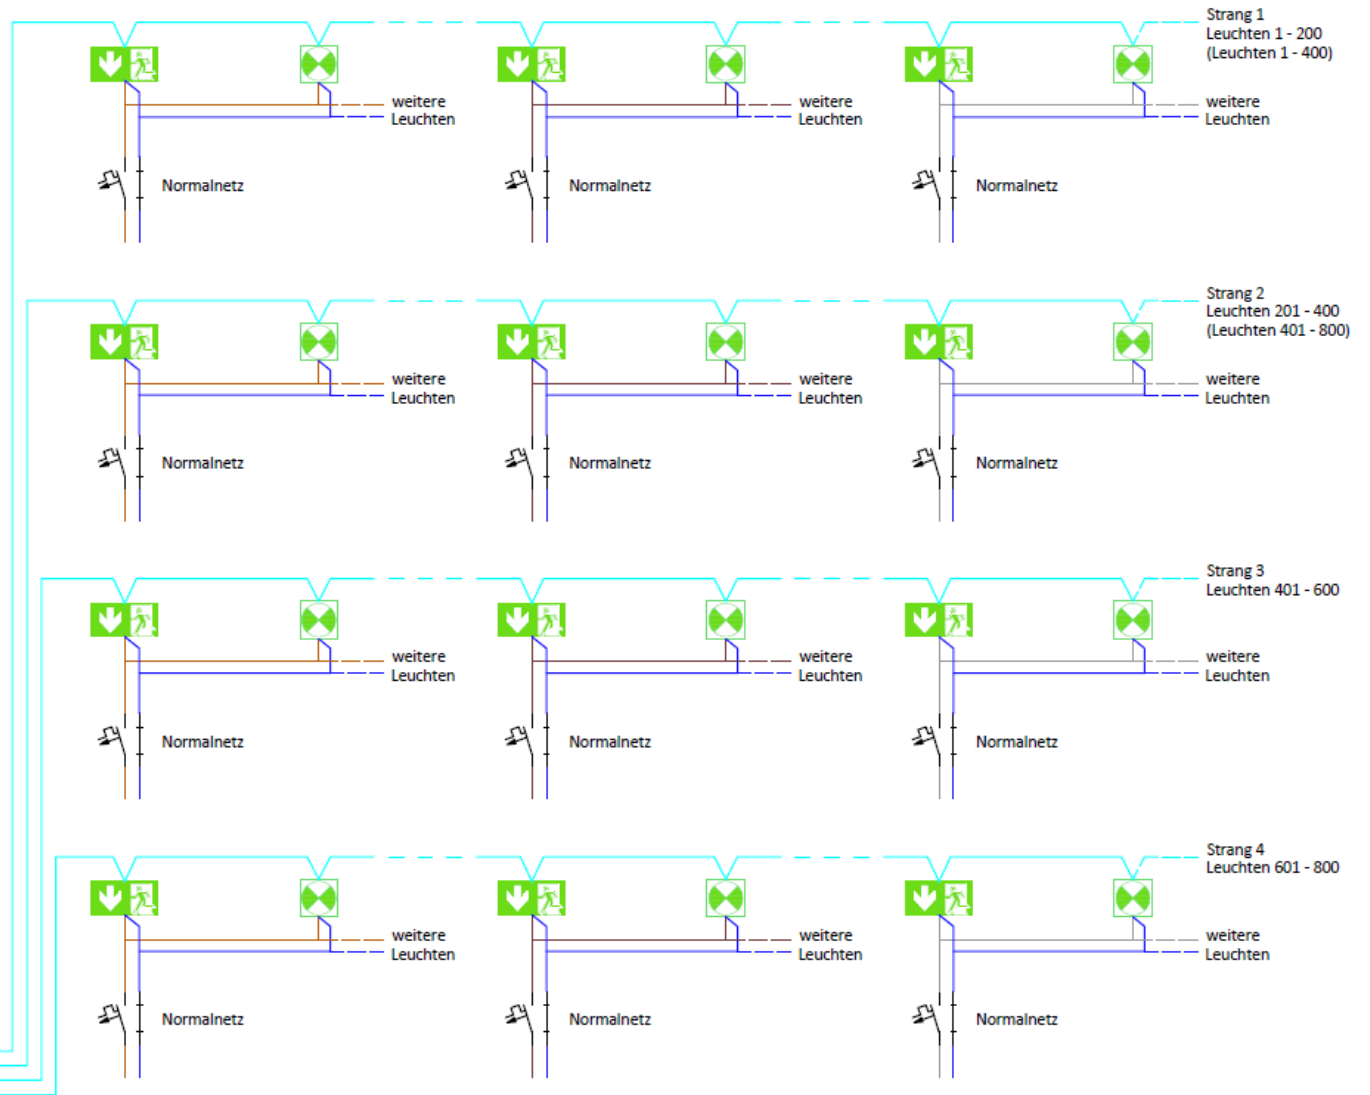 Strang 1
Leuchten 1 - 200
(Leuchten 1 - 400)
weitere
Leuchten
weitere
Leuchten
weitere
Leuchten
Normalnetz
Normalnetz
Normalnetz
Strang 2
Leuchten 201 - 400
(Leuchten 401 - 800)
weitere
Leuchten
weitere
Leuchten
weitere
Leuchten
Normalnetz
Normalnetz
Normalnetz
Strang 3
Leuchten 401 - 600
weitere
Leuchten
weitere
Leuchten
weitere
Leuchten
Normalnetz
Normalnetz
Normalnetz
Strang 4
Leuchten 601 - 800
weitere
Leuchten
weitere
Leuchten
weitere
Leuchten
Normalnetz
Normalnetz
Normalnetz